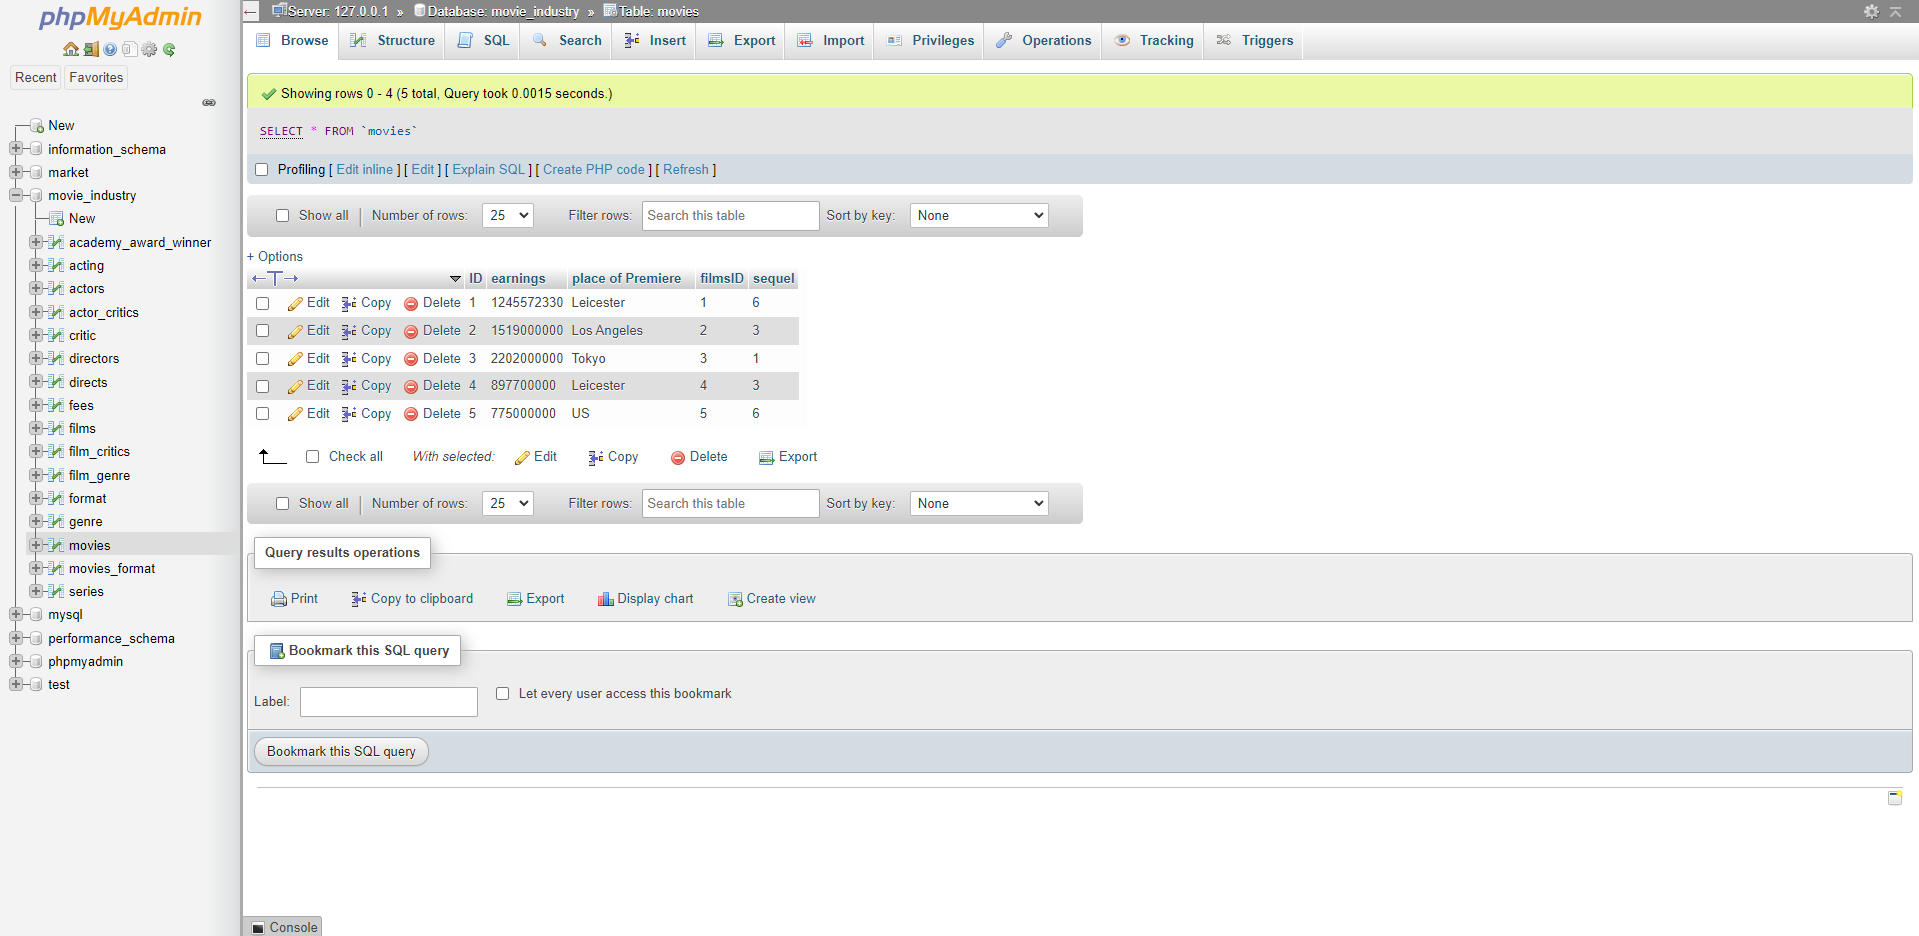 phpMyAdmin
Recent Favorites
New
information_schema
market
movie_industry
New
academy_award_winner
acting
actors
actor_critics
critic
directors
directs
fees
films
film_critics
film_genre
format
genre
movies
movies_format
series
mysql
performance_schema
phpmyadmin
test
Server: 127.0.0.1 » Database: movie_industry » Table: movies
Browse Structure SQL Search Insert Export Import Privileges Operations Tracking Triggers
Showing rows 0 - 4 (5 total, Query took 0.0015 seconds.)
SELECT * FROM `movies`
Profiling [ Edit inline ] [ Edit ] [ Explain SQL ] [ Create PHP code ] [ Refresh ]
Show all Number of rows: 25 Filter rows: Search this table Sort by key: None
+ Options
ID earnings place of Premiere filmsID sequel
Edit Copy Delete 1 1245572330 Leicester 1 6
Edit Copy Delete 2 1519000000 Los Angeles 2 3
Edit Copy Delete 3 2202000000 Tokyo 3 1
Edit Copy Delete 4 897700000 Leicester 4 3
Edit Copy Delete 5 775000000 US 5 6
Check all With selected: Edit Copy Delete Export
Show all Number of rows: 25 Filter rows: Search this table Sort by key: None
Query results operations
Print Copy to clipboard Export Display chart Create view
Bookmark this SQL query
Label: Let every user access this bookmark
Bookmark this SQL query
Console